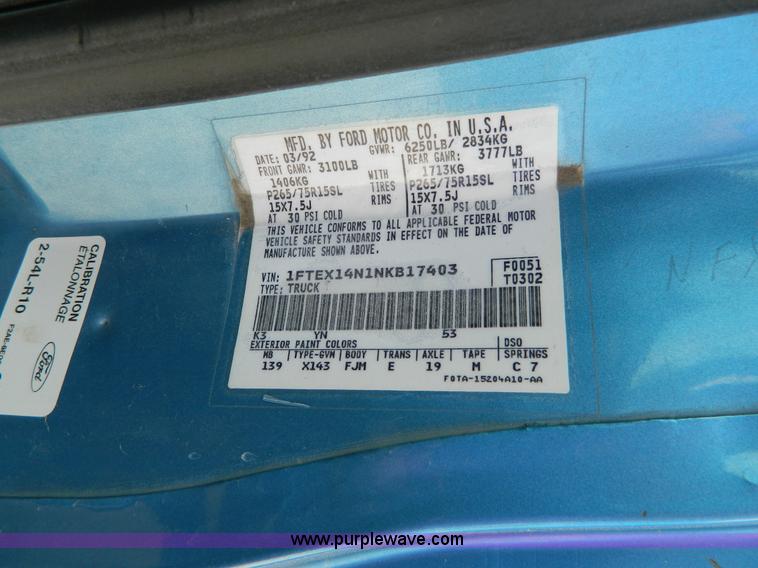 MFD. BY FORD MOTOR CO. IN U.S.A.
DATE: 03/92 GVWR: 6250LB/ 2834KG
FRONT GAWR: 3100LB REAR GAWR: 3777LB
1406KG WITH 1713KG WITH
P265/75R15SL TIRES P265/75R15SL TIRES
15X7.5J RIMS 15X7.5J RIMS
AT 30 PSI COLD AT 30 PSI COLD
THIS VEHICLE CONFORMS TO ALL APPLICABLE FEDERAL MOTOR
VEHICLE SAFETY STANDARDS IN EFFECT ON THE DATE OF
MANUFACTURE SHOWN ABOVE.
VIN: 1FTEX14N1NKB17403 F0051
TYPE: TRUCK T0302
K3 YN 53
EXTERIOR PAINT COLORS DSO
WB TYPE-GVW BODY TRANS AXLE TAPE SPRINGS
139 X143 FJM E 19 M C 7
F0TA-15204A10-AA
CALIBRATION
ETALONNAGE
2-54L-R10
Ford
www.purplewave.com